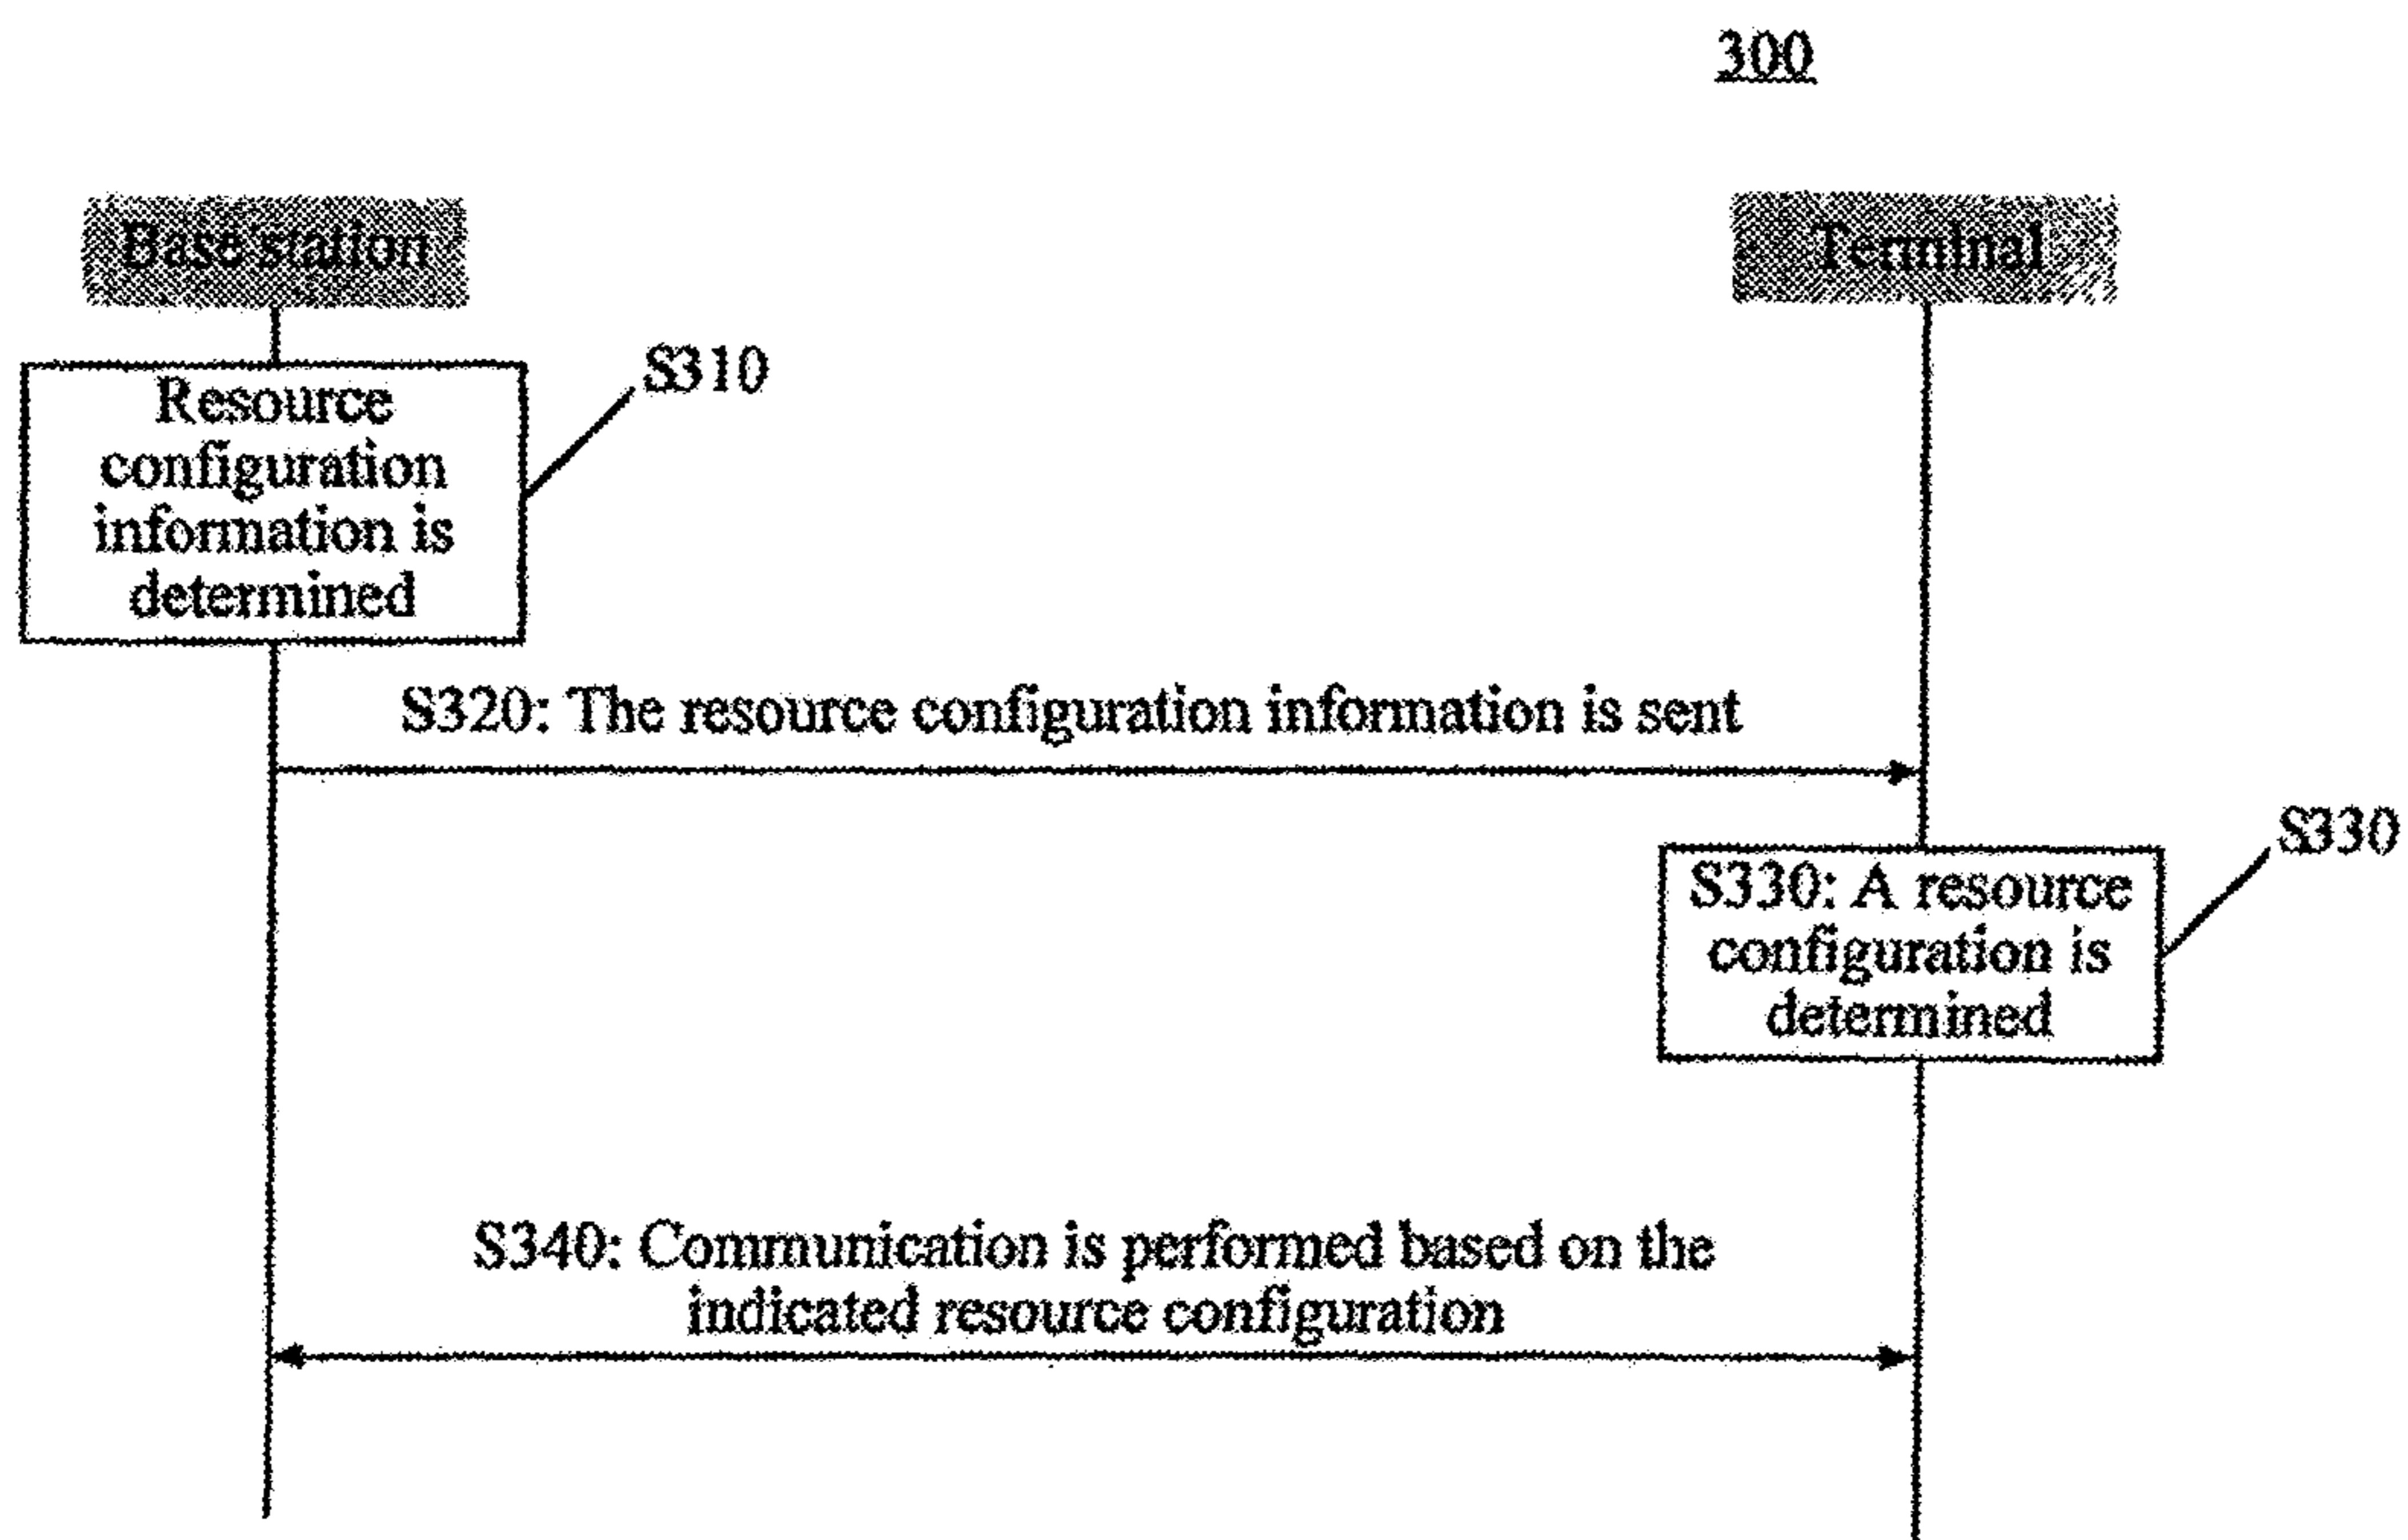 300
Base station
Terminal
Resource
configuration
information is
determined
S310
S320: The resource configuration information is sent
S330: A resource
configuration is
determined
S330
S340: Communication is performed based on the
indicated resource configuration